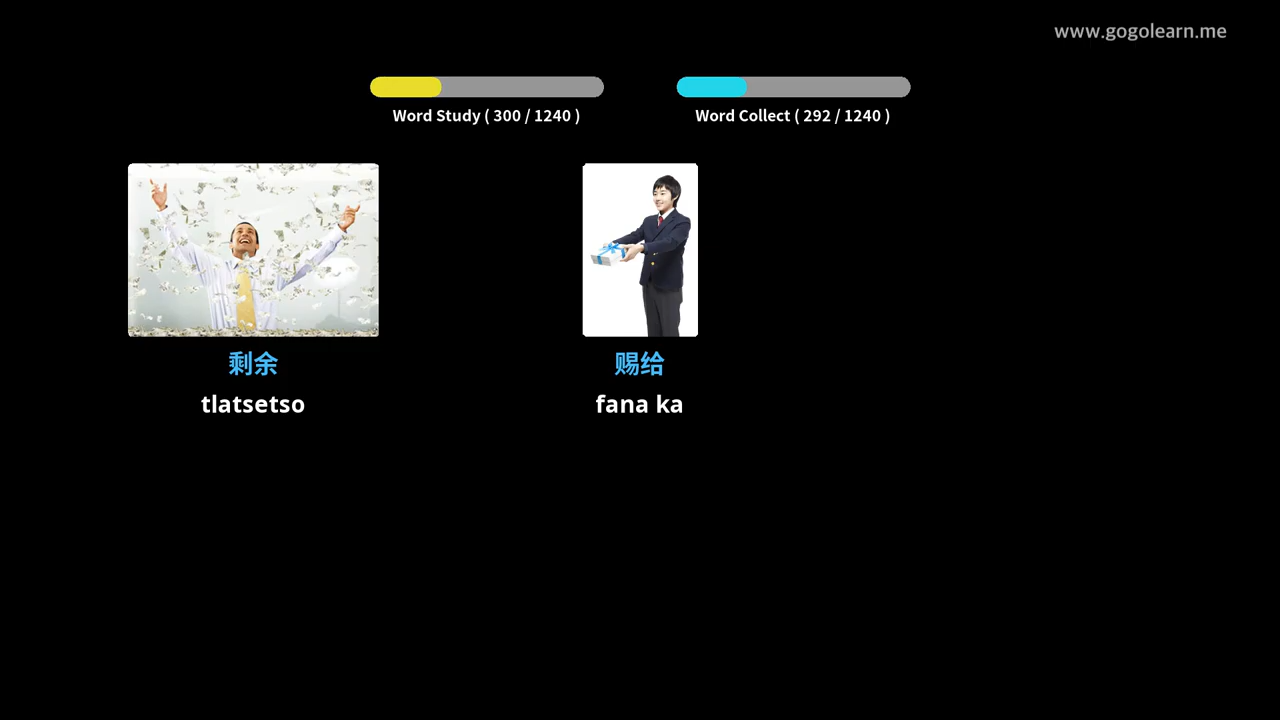 www.gogolearn.me
Word Study ( 300 / 1240 )
Word Collect ( 292 / 1240 )
剩余
tlatsetso
赐给
fana ka